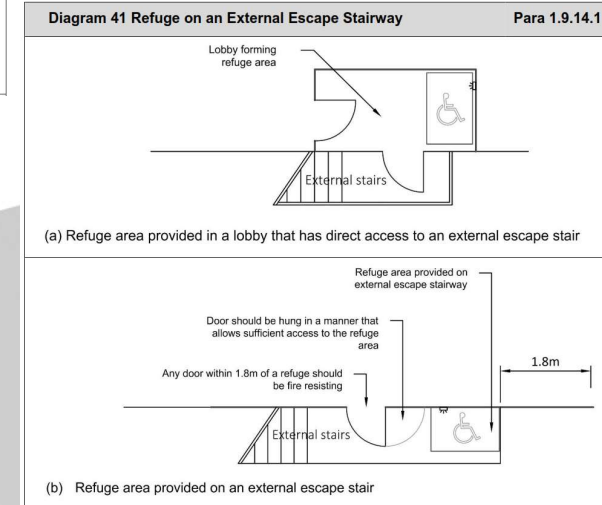 Diagram 41 Refuge on an External Escape Stairway Para 1.9.14.1
Lobby forming
refuge area
External stairs
(a) Refuge area provided in a lobby that has direct access to an external escape stair
Refuge area provided on
external escape stairway
Door should be hung in a manner that
allows sufficient access to the refuge
area
1.8m
Any door within 1.8m of a refuge should
be fire resisting
External stairs
(b) Refuge area provided on an external escape stair